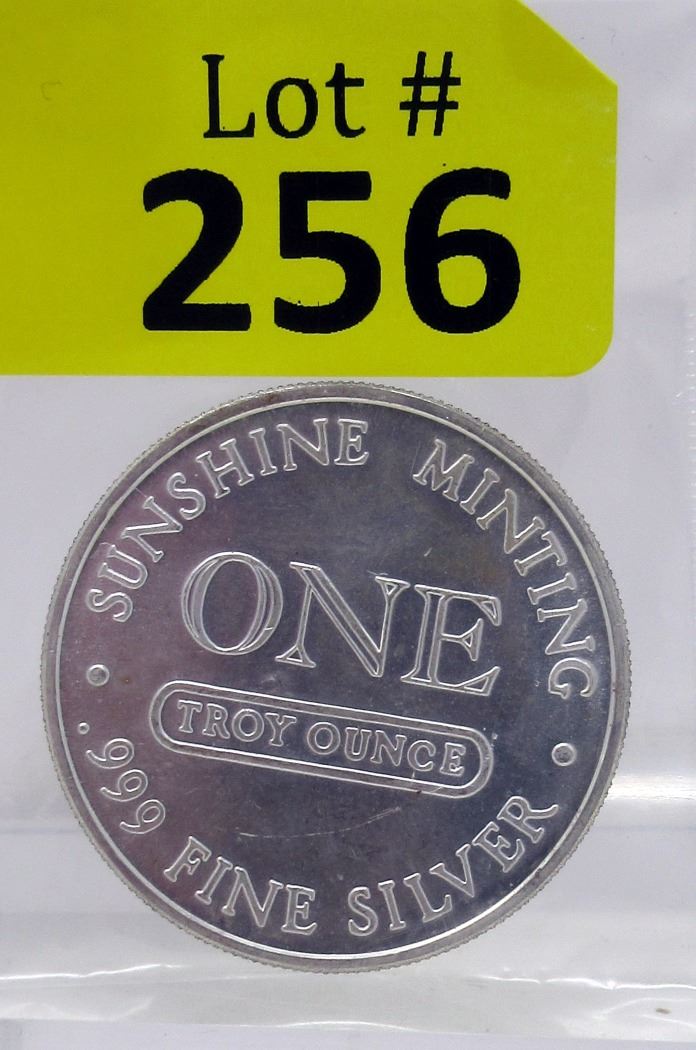 Lot #
256
SUNSHINE MINTING
ONE
TROY OUNCE
.999 FINE SILVER